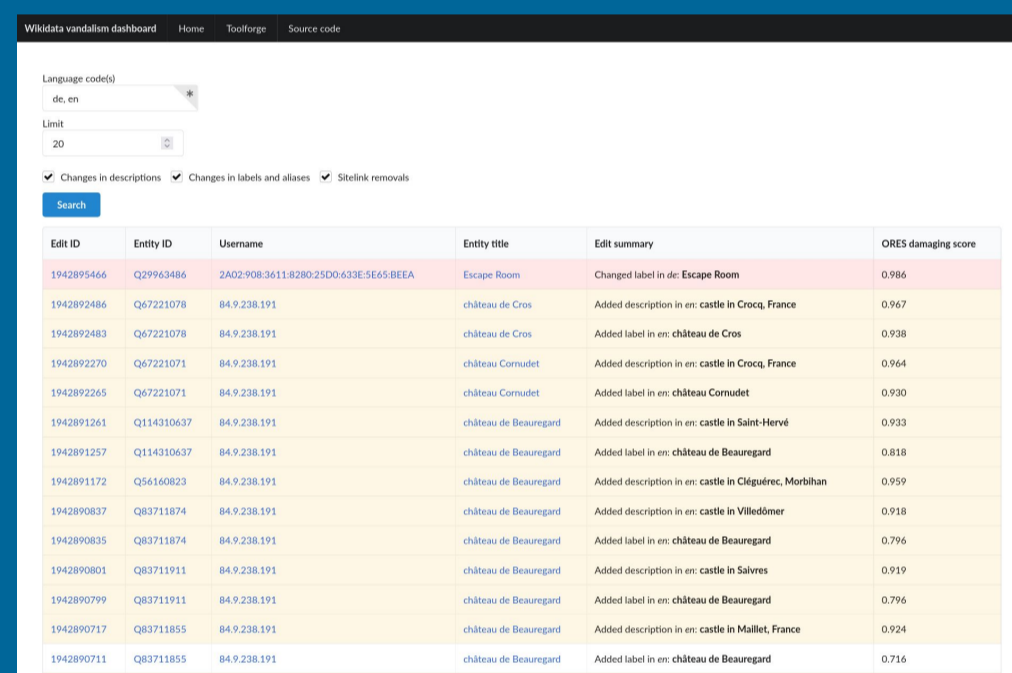 Wikidata vandalism dashboard Home Toolforge Source code
Language code(s)
de, en *
Limit
20
Changes in descriptions Changes in labels and aliases Sitelink removals
Search
Edit ID Entity ID Username Entity title Edit summary ORES damaging score
1942895466 Q29963486 2A02:908:3611:8280:25D0:633E:5E65:BEEA Escape Room Changed label in de: Escape Room 0.986
1942892486 Q67221078 84.9.238.191 château de Cros Added description in en: castle in Crocq, France 0.967
1942892483 Q67221078 84.9.238.191 château de Cros Added label in en: château de Cros 0.938
1942892270 Q67221071 84.9.238.191 château Cornudet Added description in en: castle in Crocq, France 0.964
1942892265 Q67221071 84.9.238.191 château Cornudet Added label in en: château Cornudet 0.930
1942891261 Q114310637 84.9.238.191 château de Beauregard Added description in en: castle in Saint-Hervé 0.933
1942891257 Q114310637 84.9.238.191 château de Beauregard Added label in en: château de Beauregard 0.818
1942891172 Q56160823 84.9.238.191 château de Beauregard Added description in en: castle in Cléguérec, Morbihan 0.959
1942890837 Q83711874 84.9.238.191 château de Beauregard Added description in en: castle in Villedômer 0.918
1942890835 Q83711874 84.9.238.191 château de Beauregard Added label in en: château de Beauregard 0.796
1942890801 Q83711911 84.9.238.191 château de Beauregard Added description in en: castle in Saivres 0.919
1942890799 Q83711911 84.9.238.191 château de Beauregard Added label in en: château de Beauregard 0.796
1942890717 Q83711855 84.9.238.191 château de Beauregard Added description in en: castle in Maillet, France 0.924
1942890711 Q83711855 84.9.238.191 château de Beauregard Added label in en: château de Beauregard 0.716